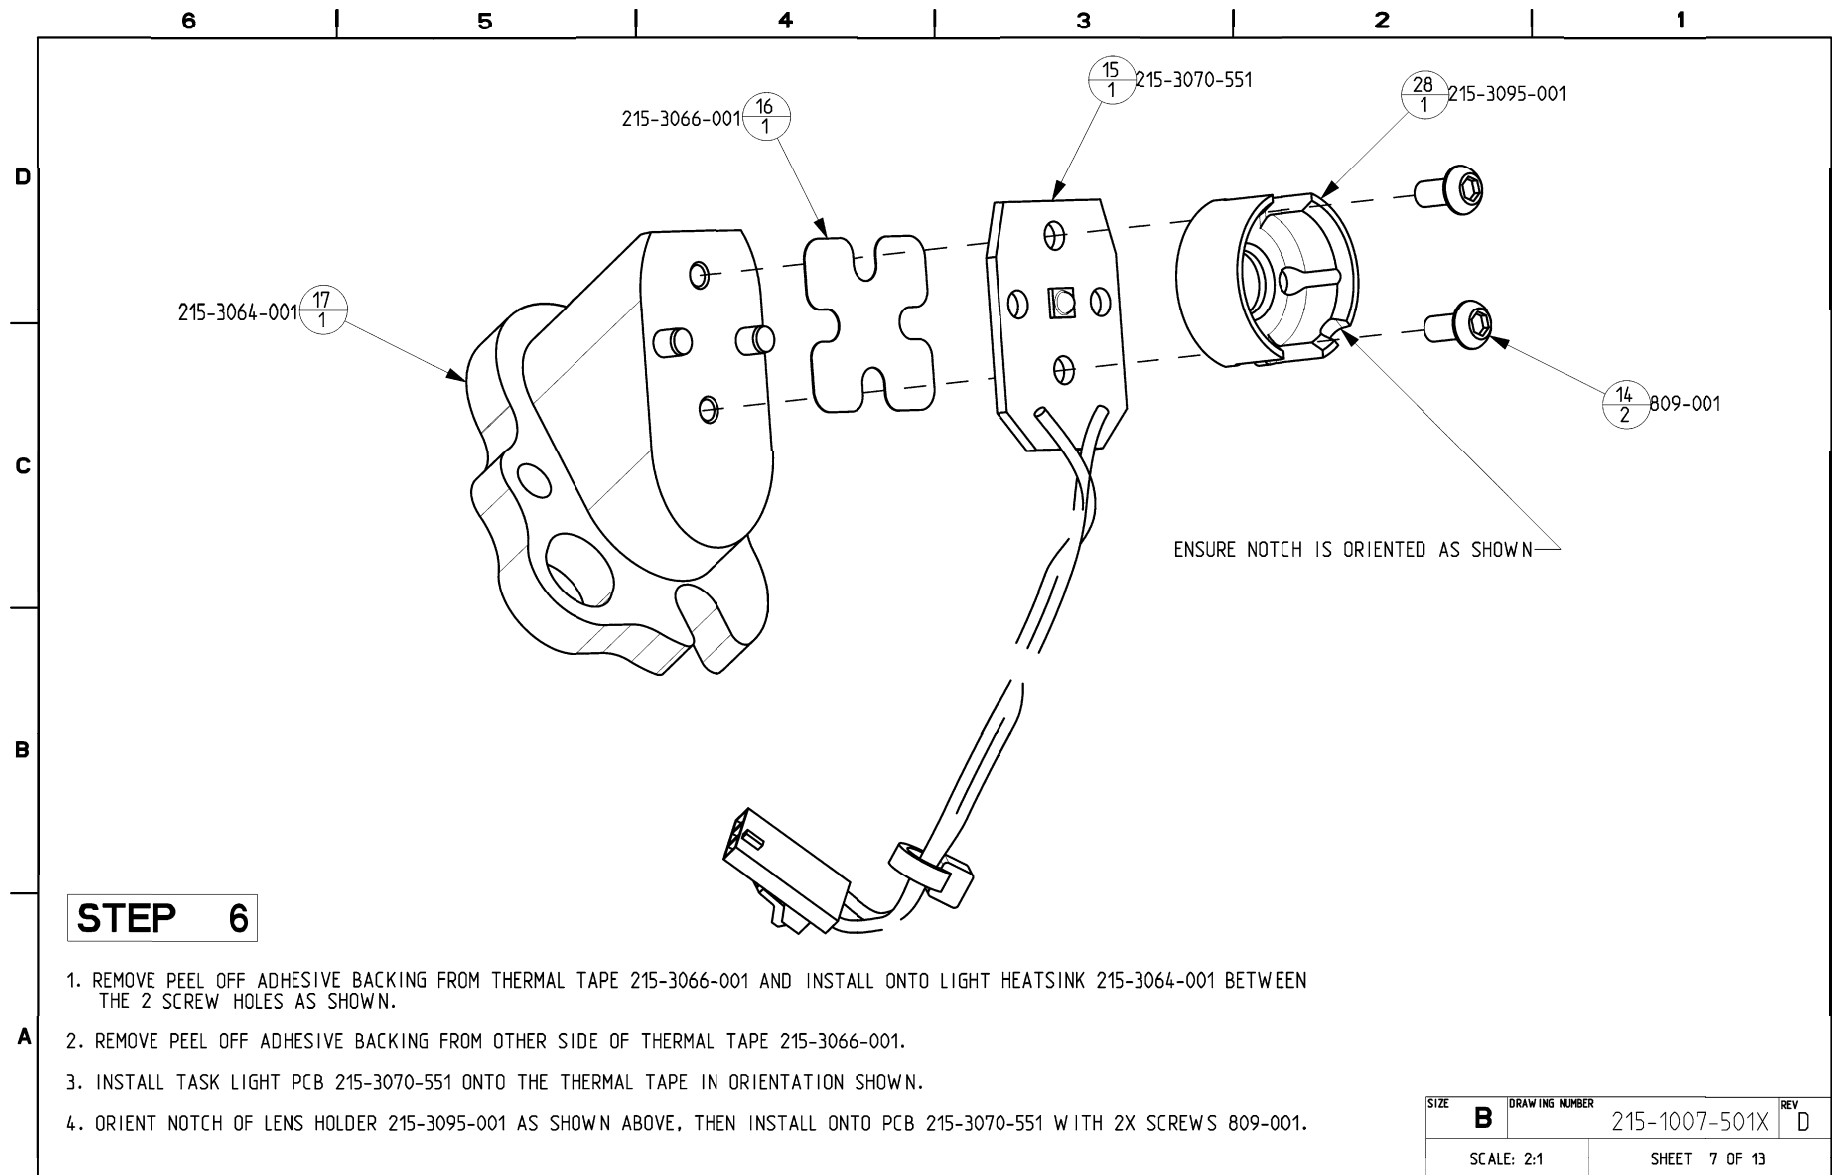 6 5 4 3 2 1
15
1
215-3070-551
28
1
215-3095-001
215-3066-001
16
1
D
215-3064-001
17
1
14
2
809-001
C
ENSURE NOTCH IS ORIENTED AS SHOWN
B
STEP 6
1. REMOVE PEEL OFF ADHESIVE BACKING FROM THERMAL TAPE 215-3066-001 AND INSTALL ONTO LIGHT HEATSINK 215-3064-001 BETWEEN
THE 2 SCREW HOLES AS SHOWN.
A
2. REMOVE PEEL OFF ADHESIVE BACKING FROM OTHER SIDE OF THERMAL TAPE 215-3066-001.
3. INSTALL TASK LIGHT PCB 215-3070-551 ONTO THE THERMAL TAPE IN ORIENTATION SHOWN.
4. ORIENT NOTCH OF LENS HOLDER 215-3095-001 AS SHOWN ABOVE, THEN INSTALL ONTO PCB 215-3070-551 WITH 2X SCREWS 809-001.
SIZE
B
DRAWING NUMBER
215-1007-501X
REV
D
SCALE: 2:1
SHEET 7 OF 13